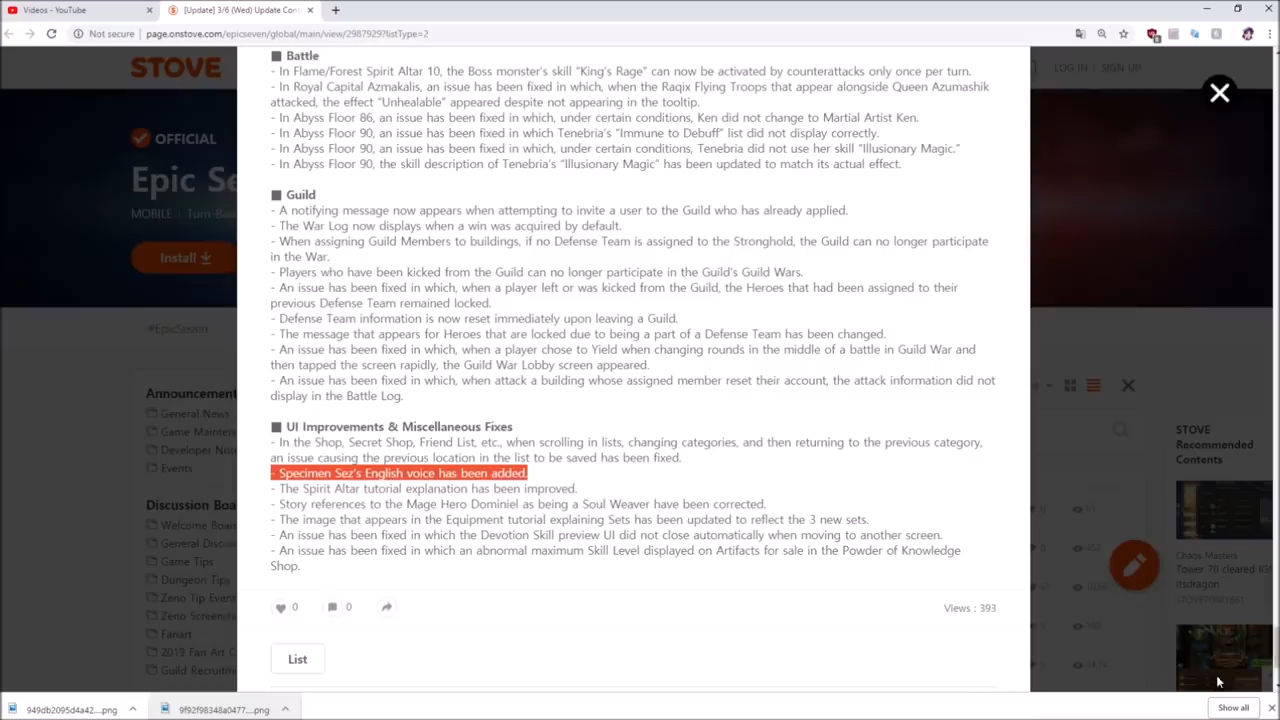 Videos - YouTube
[Update] 3/6 (Wed) Update Con
Not secure
page.onstove.com/epicseven/global/main/view/2987929?listType=2
STOVE
LOG IN
SIGN UP
OFFICIAL
Epic Se
MOBILE · Turn-Ba
Install
#EpicSeven
■ Battle
- In Flame/Forest Spirit Altar 10, the Boss monster's skill "King's Rage" can now be activated by counterattacks only once per turn.
- In Royal Capital Azmakalis, an issue has been fixed in which, when the Raqix Flying Troops that appear alongside Queen Azumashik
attacked, the effect "Unhealable" appeared despite not appearing in the tooltip.
- In Abyss Floor 86, an issue has been fixed in which, under certain conditions, Ken did not change to Martial Artist Ken.
- In Abyss Floor 90, an issue has been fixed in which Tenebria's "Immune to Debuff" list did not display correctly.
- In Abyss Floor 90, an issue has been fixed in which, under certain conditions, Tenebria did not use her skill "Illusionary Magic."
- In Abyss Floor 90, the skill description of Tenebria's "Illusionary Magic" has been updated to match its actual effect.
■ Guild
- A notifying message now appears when attempting to invite a user to the Guild who has already applied.
- The War Log now displays when a win was acquired by default.
- When assigning Guild Members to buildings, if no Defense Team is assigned to the Stronghold, the Guild can no longer participate
in the War.
- Players who have been kicked from the Guild can no longer participate in the Guild's Guild Wars.
- An issue has been fixed in which, when a player left or was kicked from the Guild, the Heroes that had been assigned to their
previous Defense Team remained locked.
- Defense Team information is now reset immediately upon leaving a Guild.
- The message that appears for Heroes that are locked due to being a part of a Defense Team has been changed.
- An issue has been fixed in which, when a player chose to Yield when changing rounds in the middle of a battle in Guild War and
then tapped the screen rapidly, the Guild War Lobby screen appeared.
- An issue has been fixed in which, when attack a building whose assigned member reset their account, the attack information did not
display in the Battle Log.
■ UI Improvements & Miscellaneous Fixes
- In the Shop, Secret Shop, Friend List, etc., when scrolling in lists, changing categories, and then returning to the previous category,
an issue causing the previous location in the list to be saved has been fixed.
- Specimen Sez's English voice has been added.
- The Spirit Altar tutorial explanation has been improved.
- Story references to the Mage Hero Dominiel as being a Soul Weaver have been corrected.
- The image that appears in the Equipment tutorial explaining Sets has been updated to reflect the 3 new sets.
- An issue has been fixed in which the Devotion Skill preview UI did not close automatically when moving to another screen.
- An issue has been fixed in which an abnormal maximum Skill Level displayed on Artifacts for sale in the Powder of Knowledge
Shop.
0
0
Views : 393
List
Announcement
General News
Game Mainten
Developer Note
Events
Discussion Boa
Welcome Boar
General Discu
Game Tips
Dungeon Tips
Zeno Tip Event
Zeno Screensh
Fanart
2019 Fan Art C
Guild Recruitm
STOVE
Recommended
Contents
Chaos Masters
Tower 70 cleared (G
949db2095d4a42....png
9f92f98348a0477....png
Show all